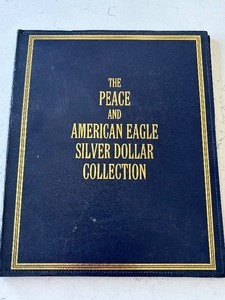 THE
PEACE
AND
AMERICAN EAGLE
SILVER DOLLAR
COLLECTION